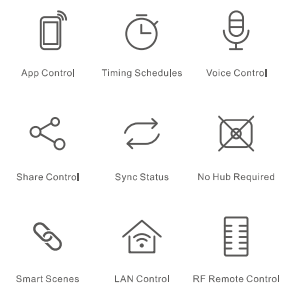 App Control
Timing Schedules
Voice Control
Share Control
Sync Status
No Hub Required
Smart Scenes
LAN Control
RF Remote Control